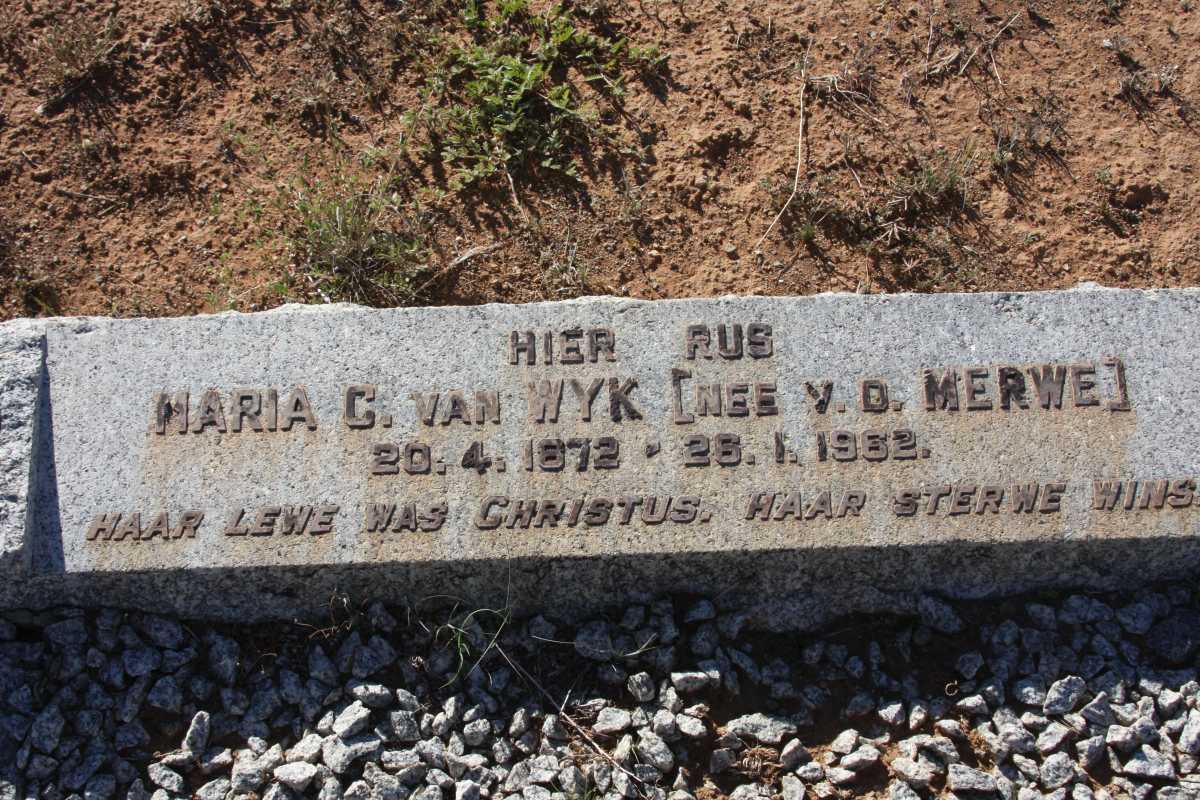 HIER RUS
MARIA C. VAN WYK [NEE V.D. MERWE]
20.4.1872 - 26.1.1962.
HAAR LEWE WAS CHRISTUS. HAAR STERWE WINS